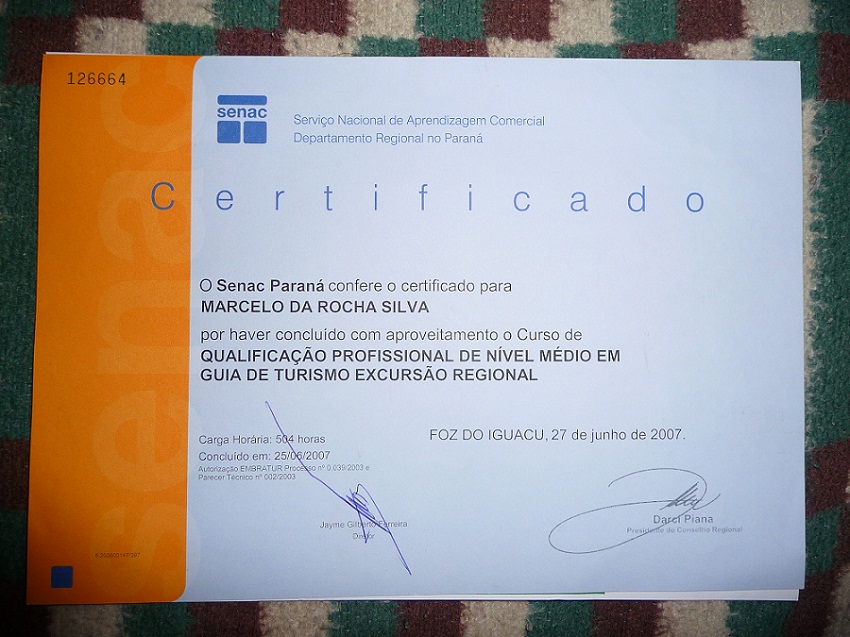 126664
senac
Serviço Nacional de Aprendizagem Comercial
Departamento Regional no Paraná
Certificado
O Senac Paraná confere o certificado para
MARCELO DA ROCHA SILVA
por haver concluído com aproveitamento o Curso de
QUALIFICAÇÃO PROFISSIONAL DE NÍVEL MÉDIO EM
GUIA DE TURISMO EXCURSÃO REGIONAL
Carga Horária: 504 horas
FOZ DO IGUACU, 27 de junho de 2007.
Concluído em: 25/06/2007
Autorização EMBRATUR Processo nº 0.039/2003 e
Parecer Técnico nº 002/2003
Jayme Gilberto Ferreira
Darci Piana
Presidente do Conselho Regional
senac